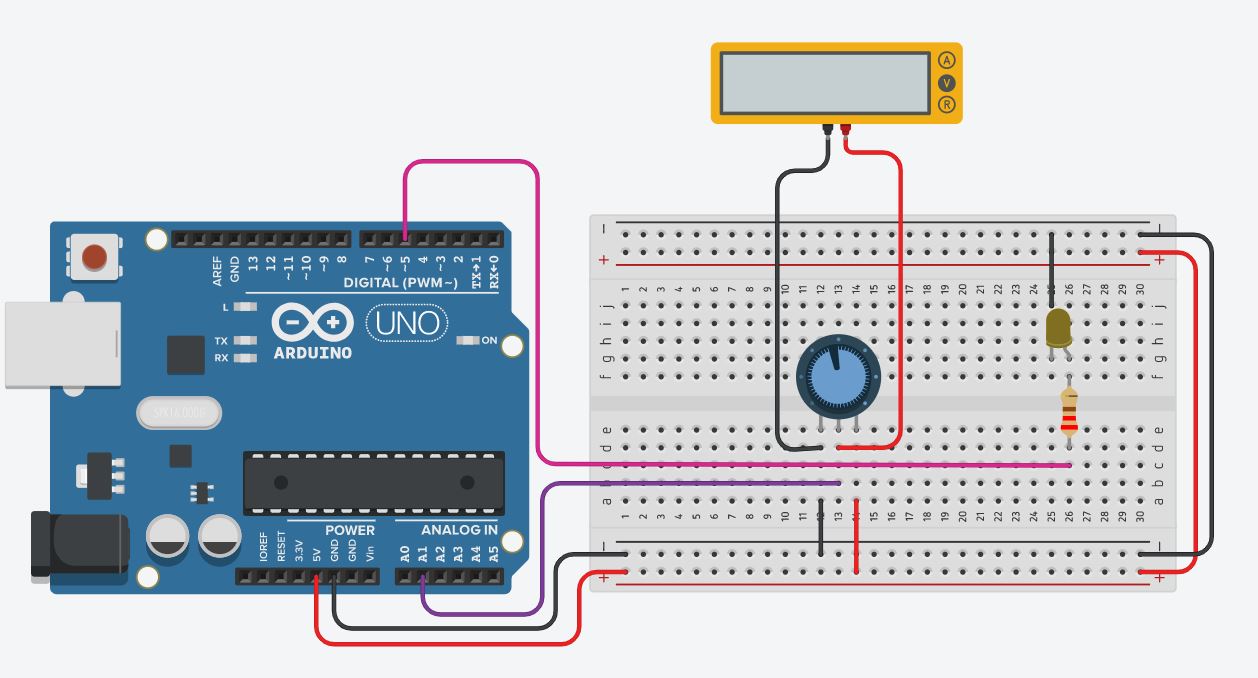 A
V
R
AREF
GND
13
12
~11
~10
~9
8
7
~6
~5
4
~3
2
TX→1
RX←0
DIGITAL (PWM~)
L
TX
RX
UNO
ARDUINO
ON
SPK16.000G
IOREF
RESET
3.3V
5V
GND
GND
Vin
POWER
A0
A1
A2
A3
A4
A5
ANALOG IN
− −
+ +
1 2 3 4 5 6 7 8 9 10 11 12 13 14 15 16 17 18 19 20 21 22 23 24 25 26 27 28 29 30
j j
i i
h h
g g
f f
e e
d d
c c
b b
a a
1 2 3 4 5 6 7 8 9 10 11 12 13 14 15 16 17 18 19 20 21 22 23 24 25 26 27 28 29 30
− −
+ +